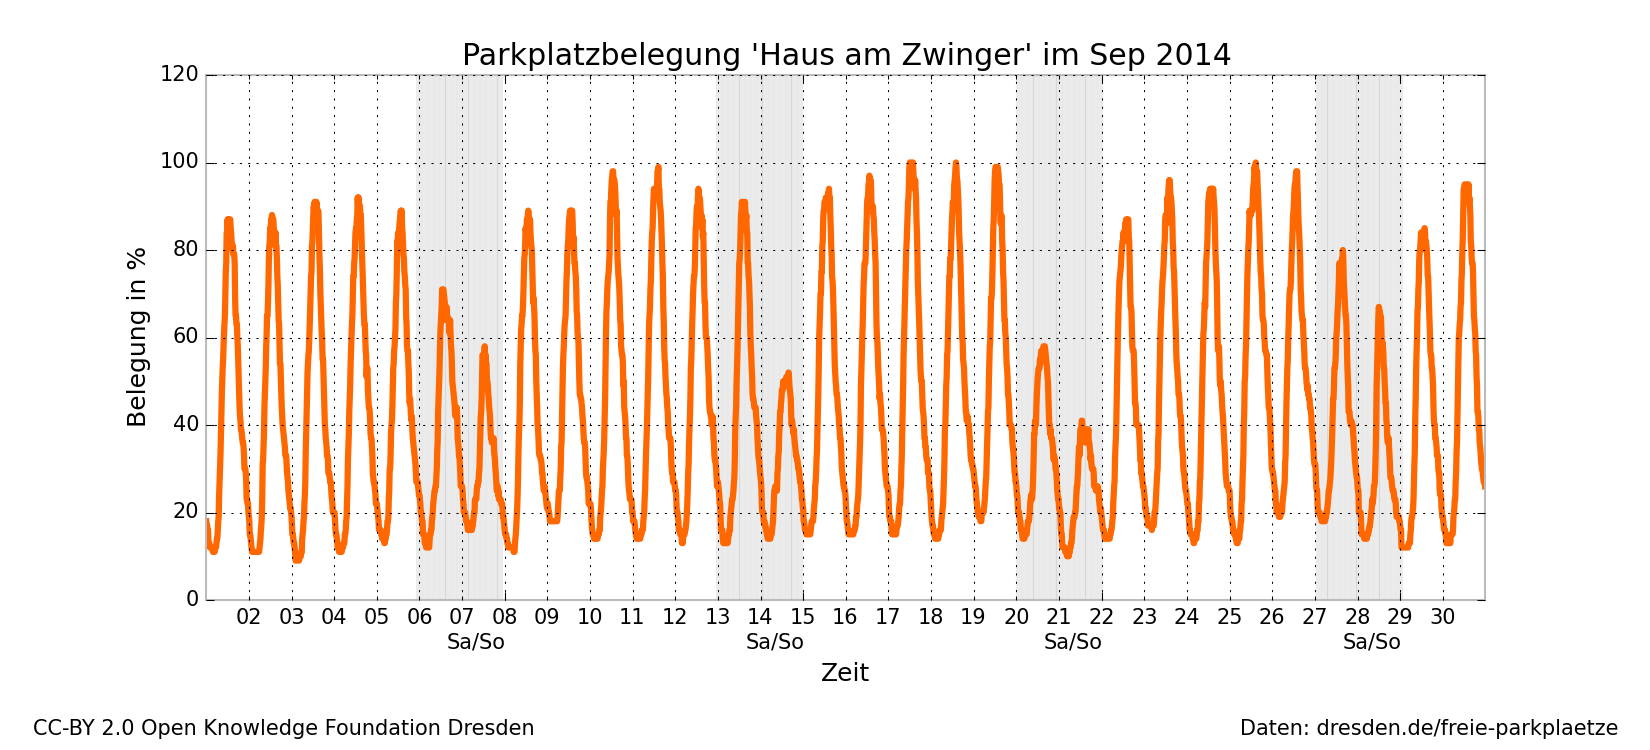 Parkplatzbelegung 'Haus am Zwinger' im Sep 2014
120
100
80
60
40
20
0
Belegung in %
02 03 04 05 06 07 08 09 10 11 12 13 14 15 16 17 18 19 20 21 22 23 24 25 26 27 28 29 30
Sa/So Sa/So Sa/So Sa/So
Zeit
CC-BY 2.0 Open Knowledge Foundation Dresden
Daten: dresden.de/freie-parkplaetze